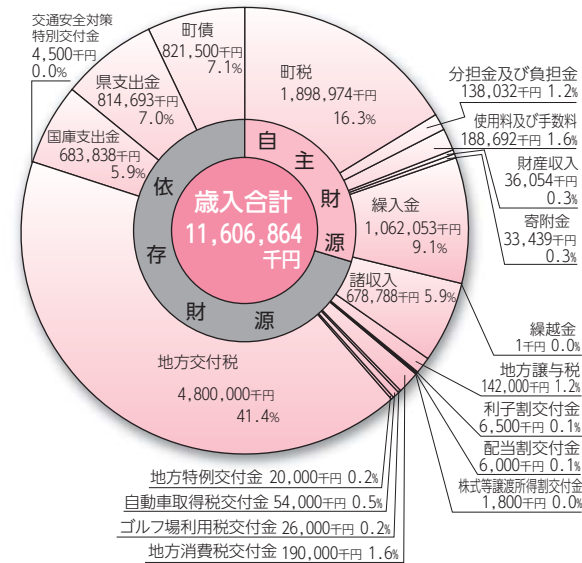 交通安全対策
特別交付金
4,500千円
0.0%
町債
821,500千円
7.1%
県支出金
814,693千円
7.0%
国庫支出金
683,838千円
5.9%
町税
1,898,974千円
16.3%
分担金及び負担金
138,032千円 1.2%
使用料及び手数料
188,692千円 1.6%
財産収入
36,054千円
0.3%
寄附金
33,439千円
0.3%
繰入金
1,062,053千円
9.1%
諸収入
678,788千円 5.9%
繰越金
1千円 0.0%
地方譲与税
142,000千円 1.2%
利子割交付金
6,500千円 0.1%
配当割交付金
6,000千円 0.1%
株式等譲渡所得割交付金
1,800千円 0.0%
自主財源
依存財源
歳入合計
11,606,864
千円
地方交付税
4,800,000千円
41.4%
地方特例交付金 20,000千円 0.2%
自動車取得税交付金 54,000千円 0.5%
ゴルフ場利用税交付金 26,000千円 0.2%
地方消費税交付金 190,000千円 1.6%